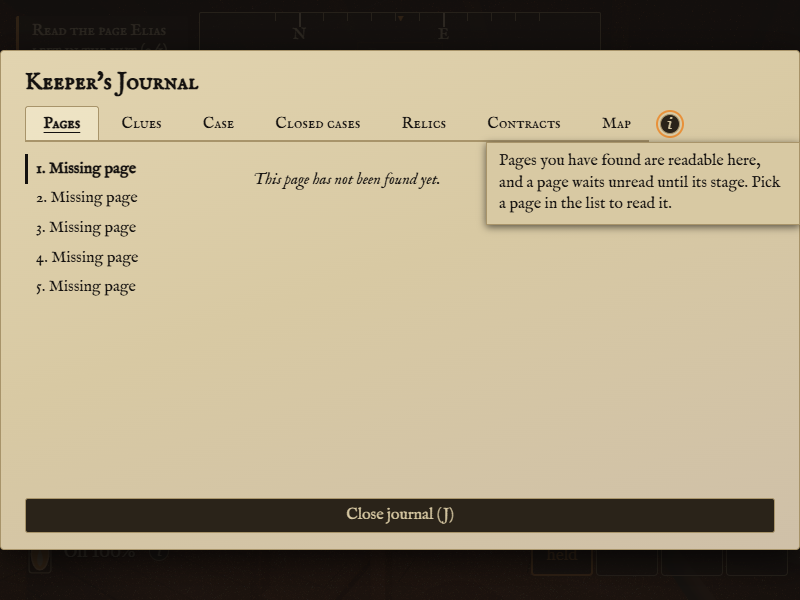 Read the page Elias
N
E
Keeper's Journal
Pages
Clues
Case
Closed cases
Relics
Contracts
Map
i
Pages you have found are readable here,
and a page waits unread until its stage. Pick
a page in the list to read it.
1. Missing page
2. Missing page
3. Missing page
4. Missing page
5. Missing page
This page has not been found yet.
Close journal (J)
Oil 100%